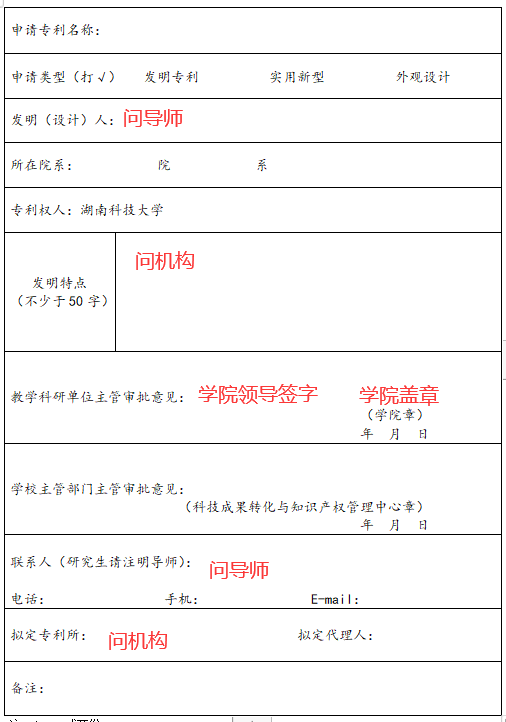 申请专利名称：
申请类型（打√） 发明专利 实用新型 外观设计
发明（设计）人：问导师
所在院系： 院 系
专利权人：湖南科技大学
问机构
发明特点
（不少于50字）
教学科研单位主管审批意见： 学院领导签字 学院盖章
（学院章）
年 月 日
学校主管部门主管审批意见：
（科技成果转化与知识产权管理中心章）
年 月 日
联系人（研究生请注明导师）： 问导师
电话： 手机： E-mail：
拟定专利所： 问机构 拟定代理人：
备注：